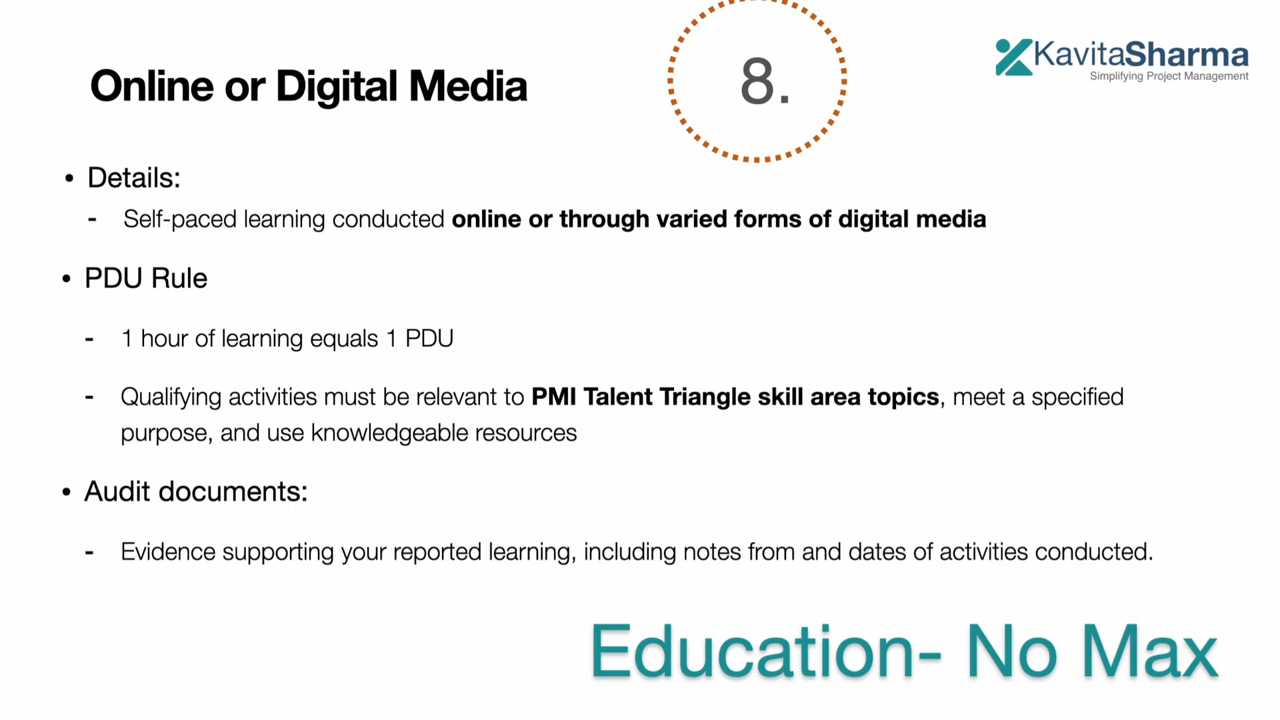 Online or Digital Media
8.
KavitaSharma
Simplifying Project Management
• Details:
- Self-paced learning conducted online or through varied forms of digital media
• PDU Rule
- 1 hour of learning equals 1 PDU
- Qualifying activities must be relevant to PMI Talent Triangle skill area topics, meet a specified
purpose, and use knowledgeable resources
• Audit documents:
- Evidence supporting your reported learning, including notes from and dates of activities conducted.
Education- No Max